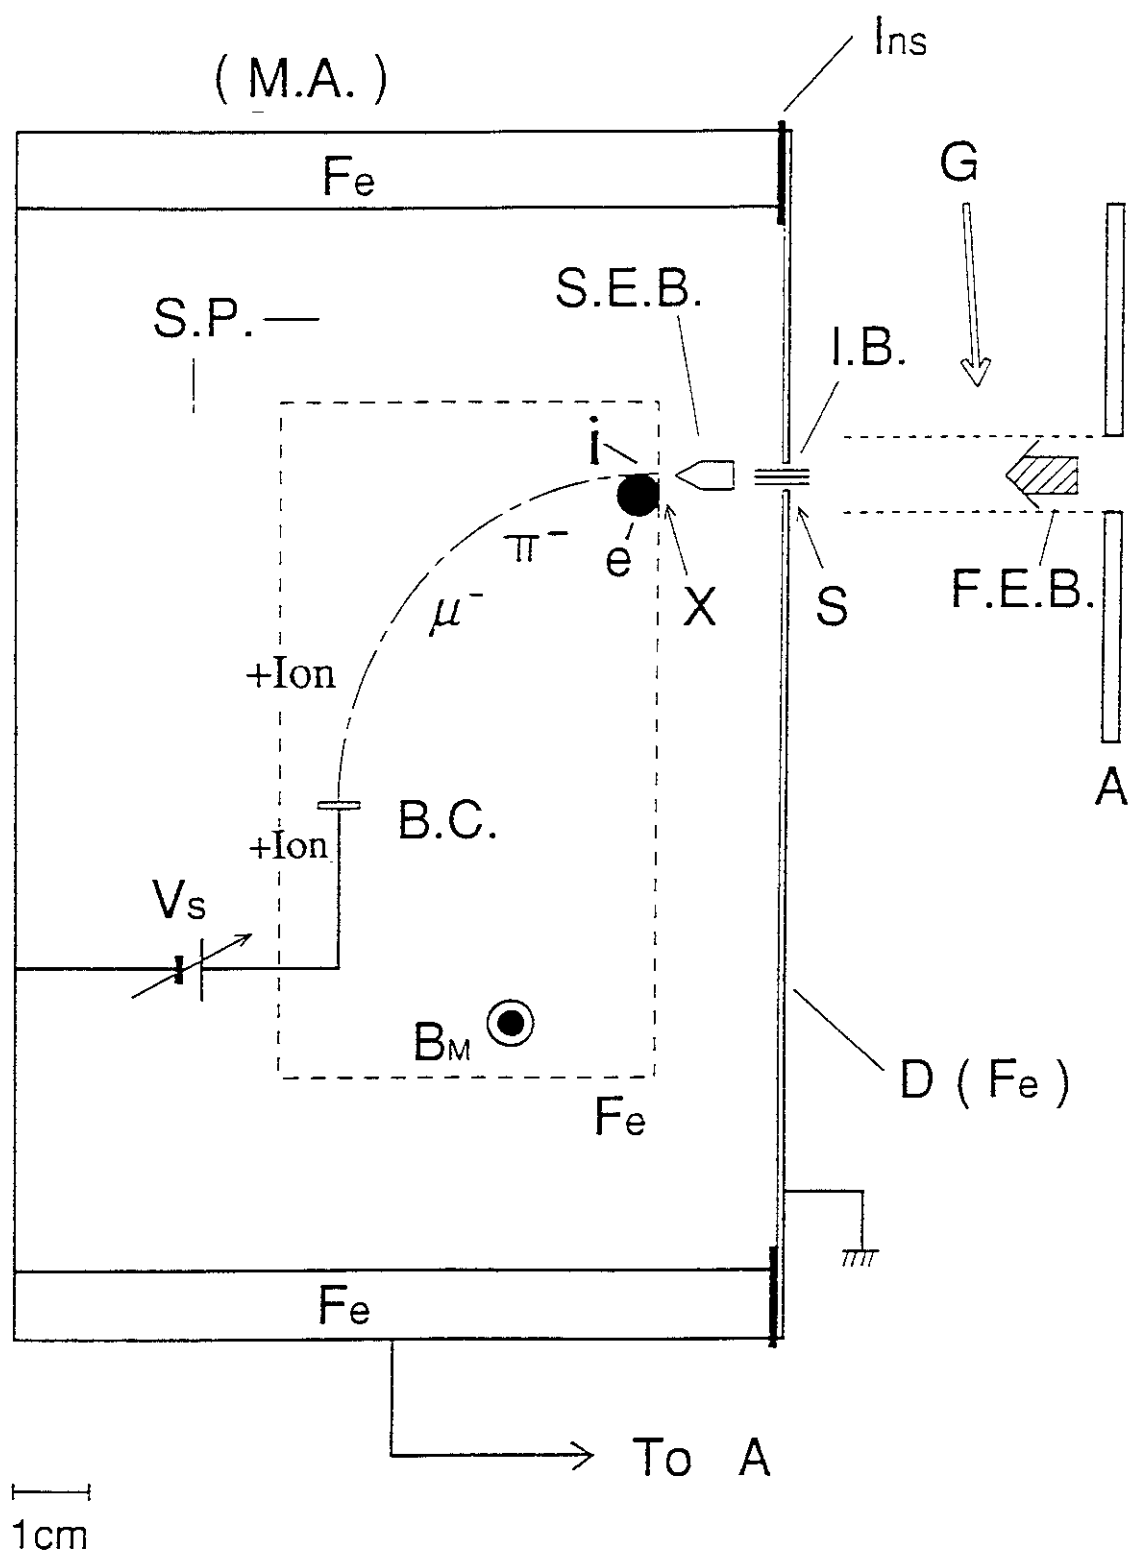 Ins
( M.A. )
Fe
G
S.P.
S.E.B.
I.B.
i
π⁻
e
X
S
F.E.B.
μ⁻
+Ion
A
B.C.
+Ion
Vs
BM
D ( Fe )
Fe
Fe
To A
1cm